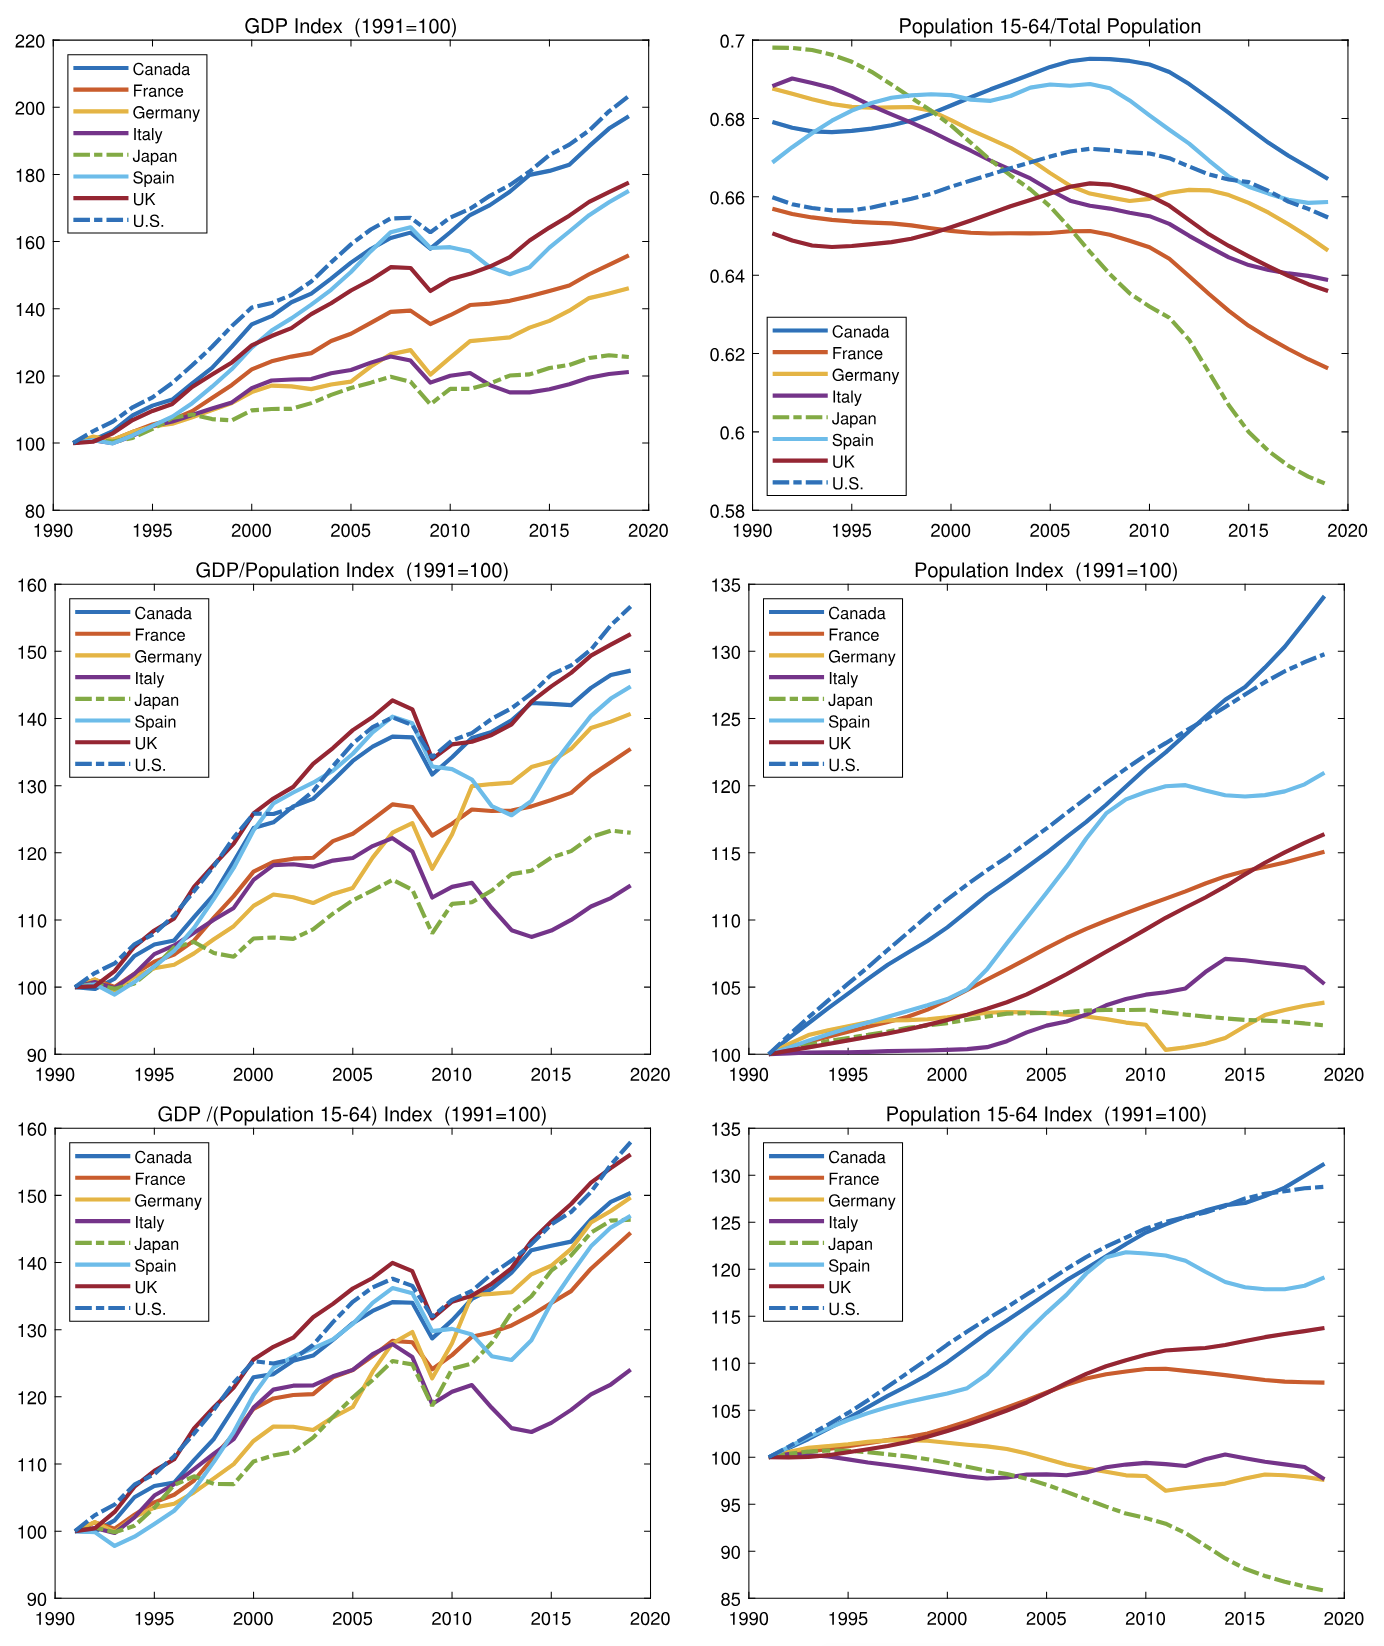 GDP Index (1991=100)
220
200
180
160
140
120
100
80
1990 1995 2000 2005 2010 2015 2020
Canada
France
Germany
Italy
Japan
Spain
UK
U.S.
Population 15-64/Total Population
0.7
0.68
0.66
0.64
0.62
0.6
0.58
1990 1995 2000 2005 2010 2015 2020
Canada
France
Germany
Italy
Japan
Spain
UK
U.S.
GDP/Population Index (1991=100)
160
150
140
130
120
110
100
90
1990 1995 2000 2005 2010 2015 2020
Canada
France
Germany
Italy
Japan
Spain
UK
U.S.
Population Index (1991=100)
135
130
125
120
115
110
105
100
1990 1995 2000 2005 2010 2015 2020
Canada
France
Germany
Italy
Japan
Spain
UK
U.S.
GDP /(Population 15-64) Index (1991=100)
160
150
140
130
120
110
100
90
1990 1995 2000 2005 2010 2015 2020
Canada
France
Germany
Italy
Japan
Spain
UK
U.S.
Population 15-64 Index (1991=100)
135
130
125
120
115
110
105
100
95
90
85
1990 1995 2000 2005 2010 2015 2020
Canada
France
Germany
Italy
Japan
Spain
UK
U.S.